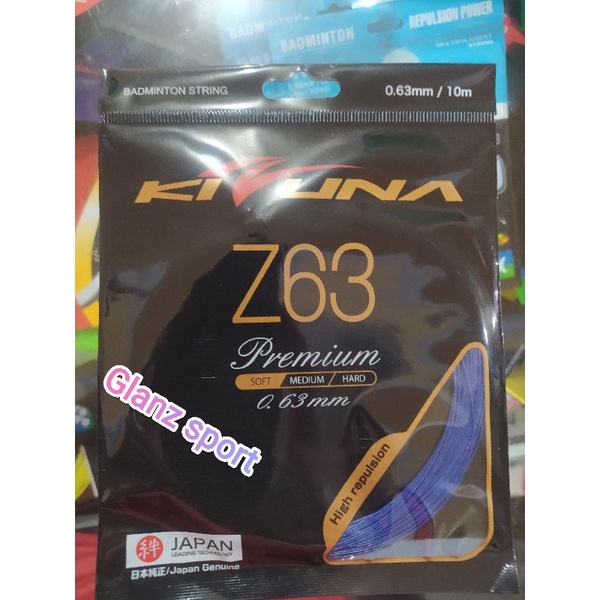 REPULSION POWER
BADMINTON
BADMINTON STRING
0.63mm / 10m
KIZUNA
Z63
Premium
SOFT / MEDIUM / HARD
0.63mm
Glanz sport
High repulsion
絆 JAPAN
LEADING TECHNOLOGY
日本純正/Japan Genuine